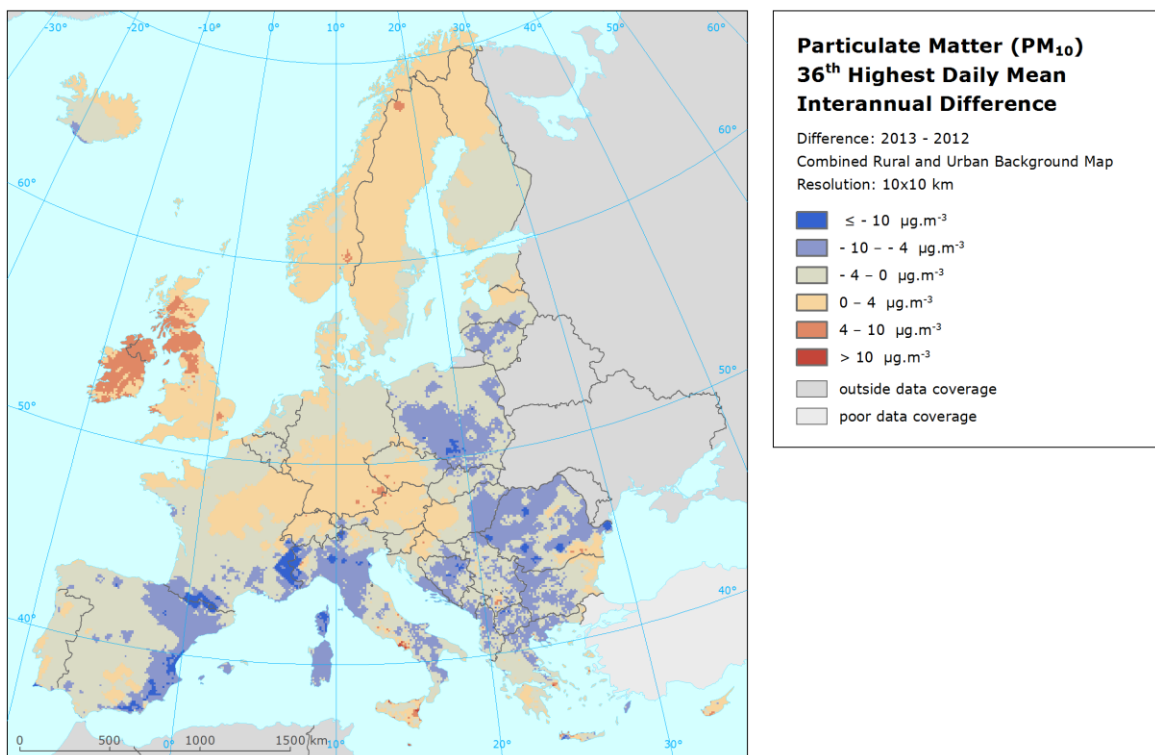 -30° -20° -10° 0° 10° 20° 30° 40° 50° 60°
60°
60°
50°
50°
40°
40°
0 500 1000 1500 km
0° 10° 20° 30°
Particulate Matter (PM₁₀)
36th Highest Daily Mean
Interannual Difference
Difference: 2013 - 2012
Combined Rural and Urban Background Map
Resolution: 10x10 km
≤ - 10 µg.m⁻³
- 10 – - 4 µg.m⁻³
- 4 – 0 µg.m⁻³
0 – 4 µg.m⁻³
4 – 10 µg.m⁻³
> 10 µg.m⁻³
outside data coverage
poor data coverage